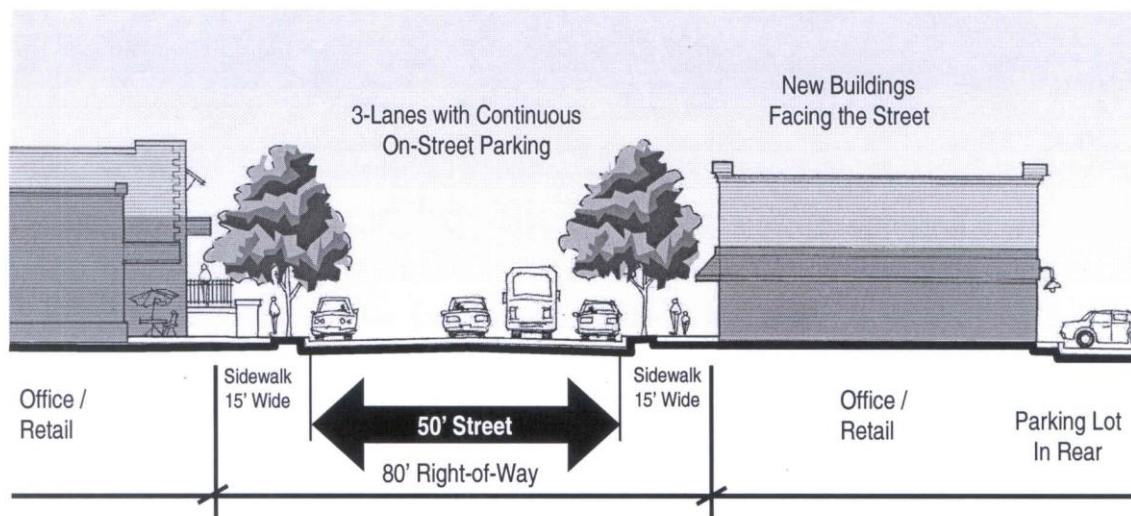 3-Lanes with Continuous
On-Street Parking
New Buildings
Facing the Street
Office /
Retail
Sidewalk
15' Wide
50' Street
80' Right-of-Way
Sidewalk
15' Wide
Office /
Retail
Parking Lot
In Rear